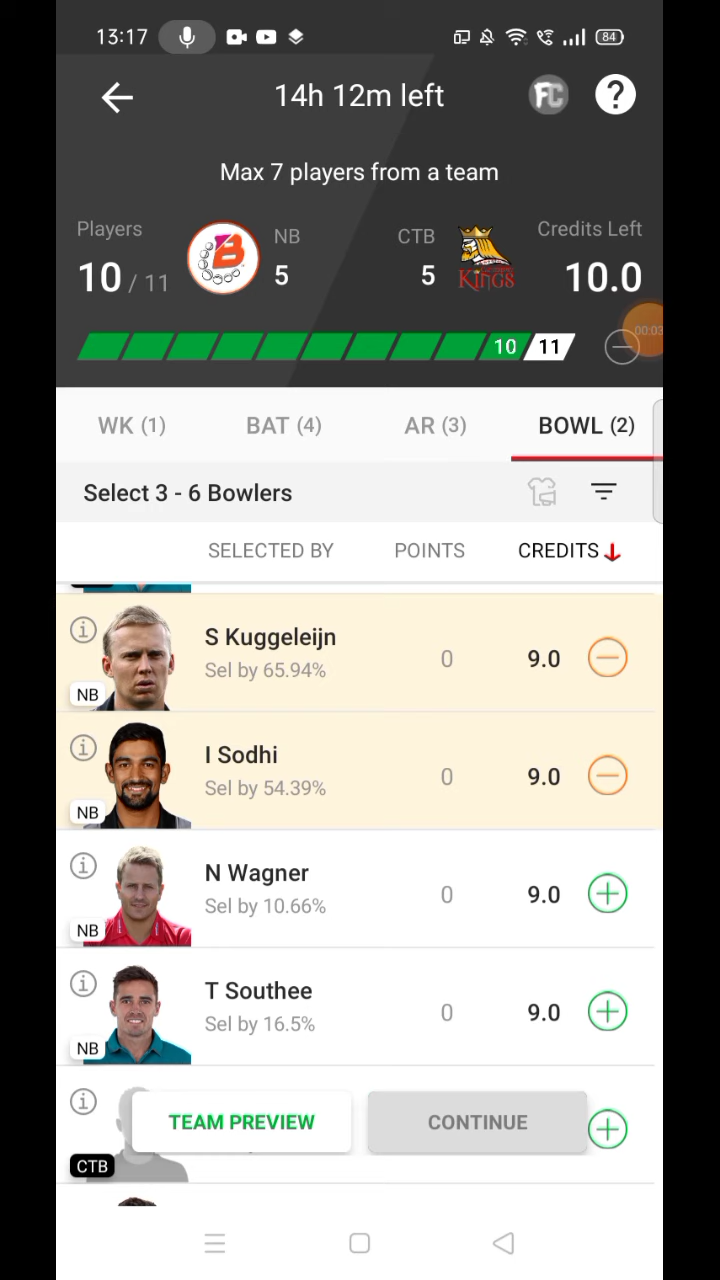 13:17
84
14h 12m left
FC
?
Max 7 players from a team
Players
NB
CTB
Credits Left
10 / 11
5
5
10.0
B
KINGS
10
11
00:03
WK (1)
BAT (4)
AR (3)
BOWL (2)
Select 3 - 6 Bowlers
SELECTED BY
POINTS
CREDITS
S Kuggeleijn
Sel by 65.94%
0
9.0
NB
I Sodhi
Sel by 54.39%
0
9.0
NB
N Wagner
Sel by 10.66%
0
9.0
NB
T Southee
Sel by 16.5%
0
9.0
NB
TEAM PREVIEW
CONTINUE
CTB